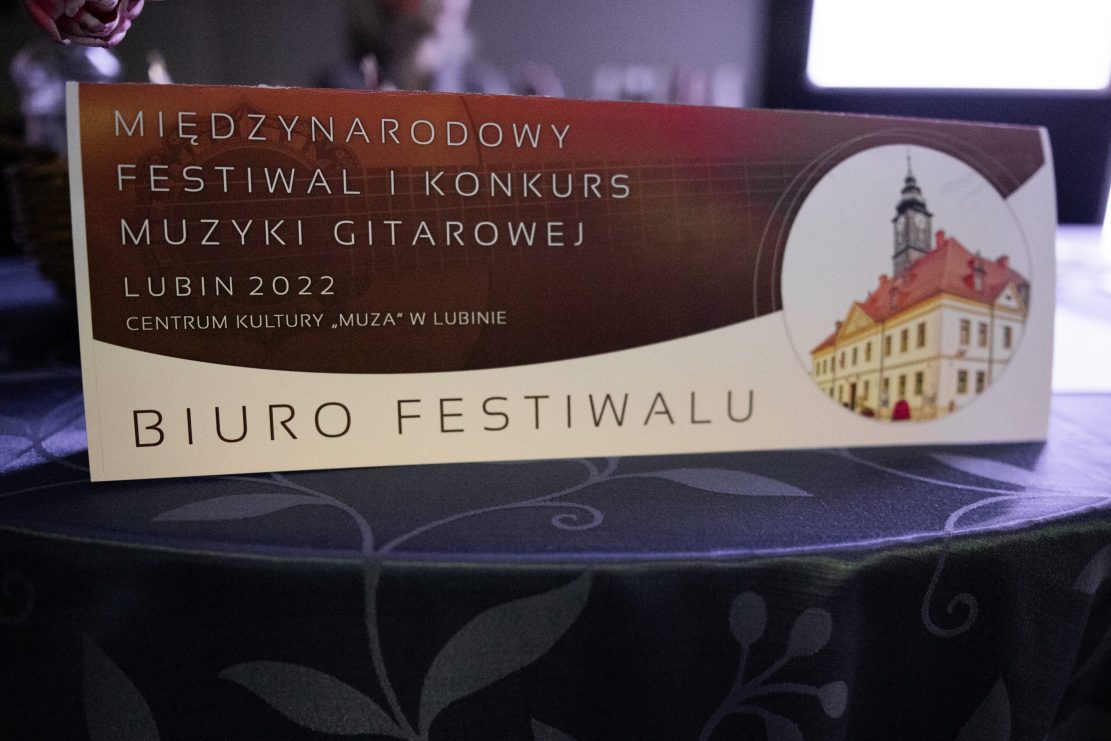 MIĘDZYNARODOWY
FESTIWAL I KONKURS
MUZYKI GITAROWEJ
LUBIN 2022
CENTRUM KULTURY „MUZA” W LUBINIE
BIURO FESTIWALU